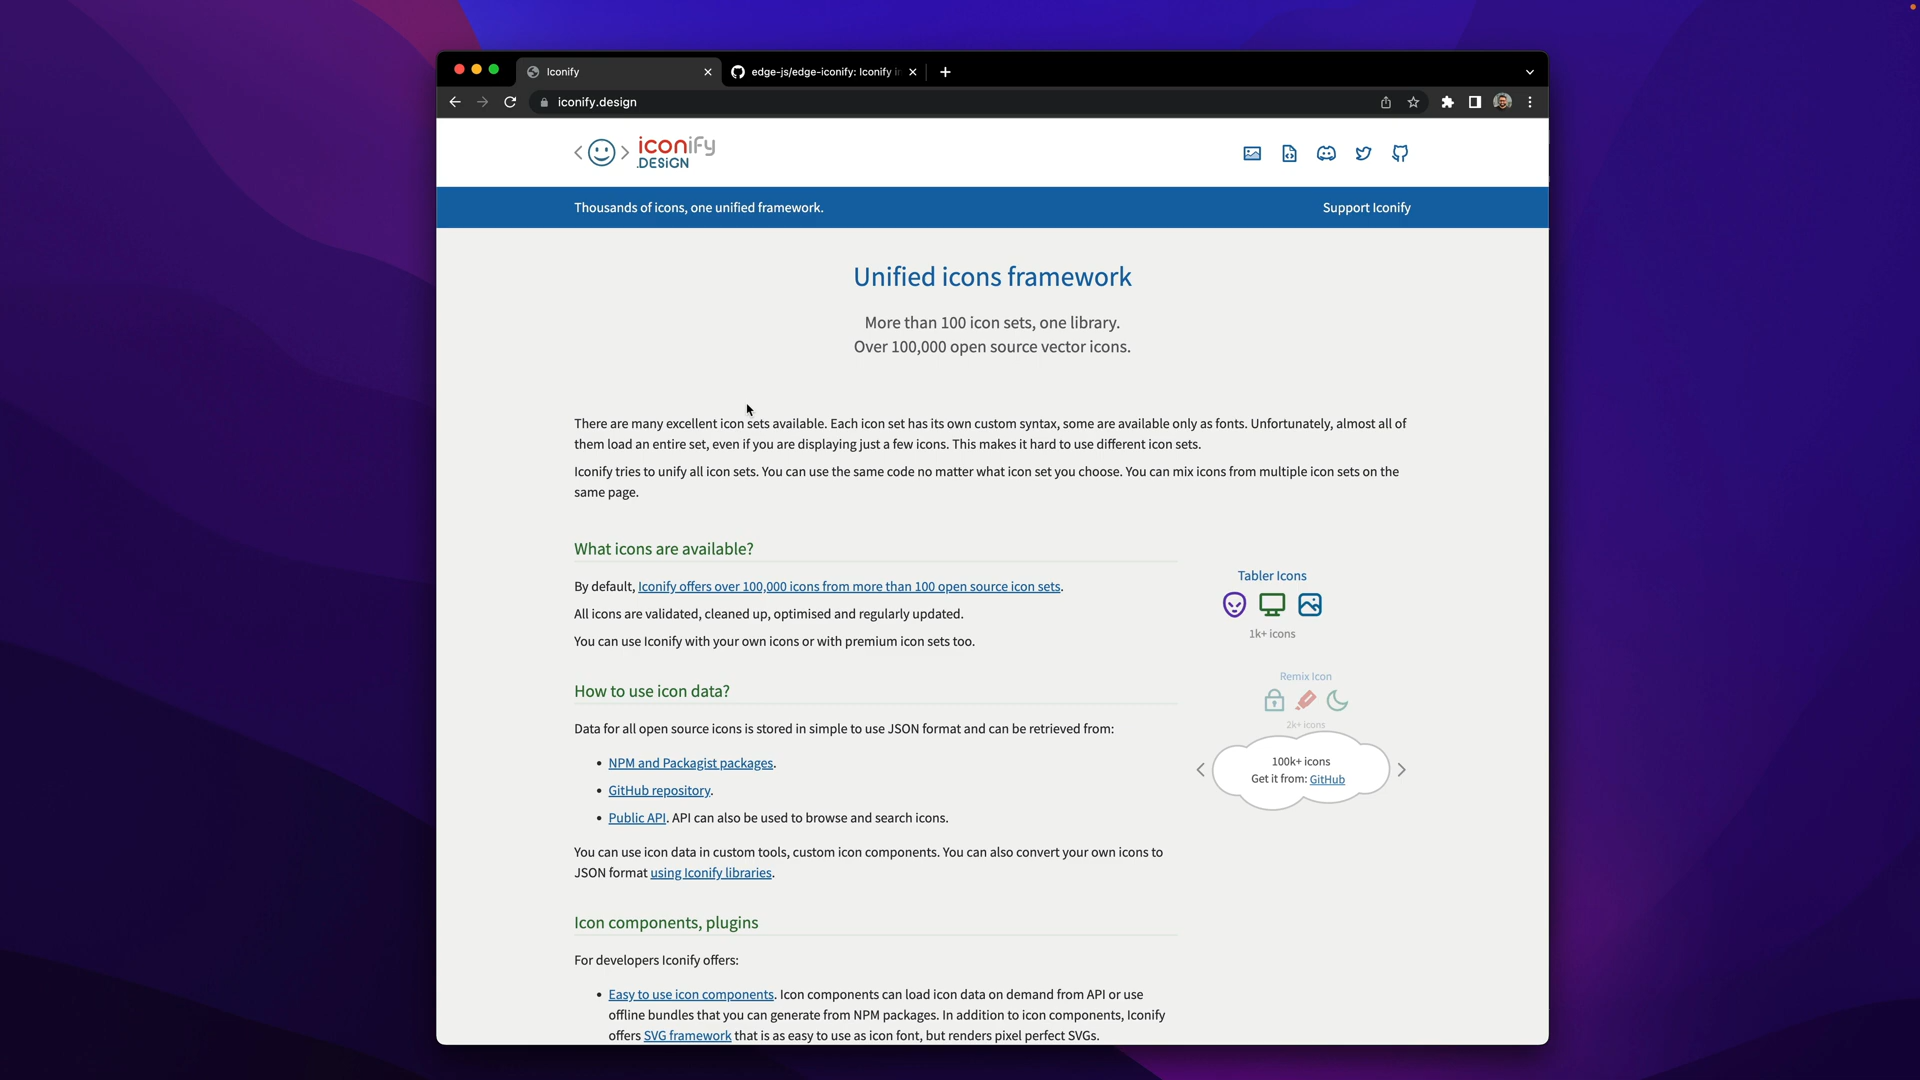 Iconify
edge-js/edge-iconify: Iconify
iconify.design
iconify
.DESiGN
Thousands of icons, one unified framework.
Support Iconify
Unified icons framework
More than 100 icon sets, one library.
Over 100,000 open source vector icons.
There are many excellent icon sets available. Each icon set has its own custom syntax, some are available only as fonts. Unfortunately, almost all of
them load an entire set, even if you are displaying just a few icons. This makes it hard to use different icon sets.
Iconify tries to unify all icon sets. You can use the same code no matter what icon set you choose. You can mix icons from multiple icon sets on the
same page.
What icons are available?
By default, Iconify offers over 100,000 icons from more than 100 open source icon sets.
All icons are validated, cleaned up, optimised and regularly updated.
You can use Iconify with your own icons or with premium icon sets too.
Tabler Icons
1k+ icons
Remix Icon
2k+ icons
100k+ icons
Get it from: GitHub
How to use icon data?
Data for all open source icons is stored in simple to use JSON format and can be retrieved from:
• NPM and Packagist packages.
• GitHub repository.
• Public API. API can also be used to browse and search icons.
You can use icon data in custom tools, custom icon components. You can also convert your own icons to
JSON format using Iconify libraries.
Icon components, plugins
For developers Iconify offers:
• Easy to use icon components. Icon components can load icon data on demand from API or use
offline bundles that you can generate from NPM packages. In addition to icon components, Iconify
offers SVG framework that is as easy to use as icon font, but renders pixel perfect SVGs.